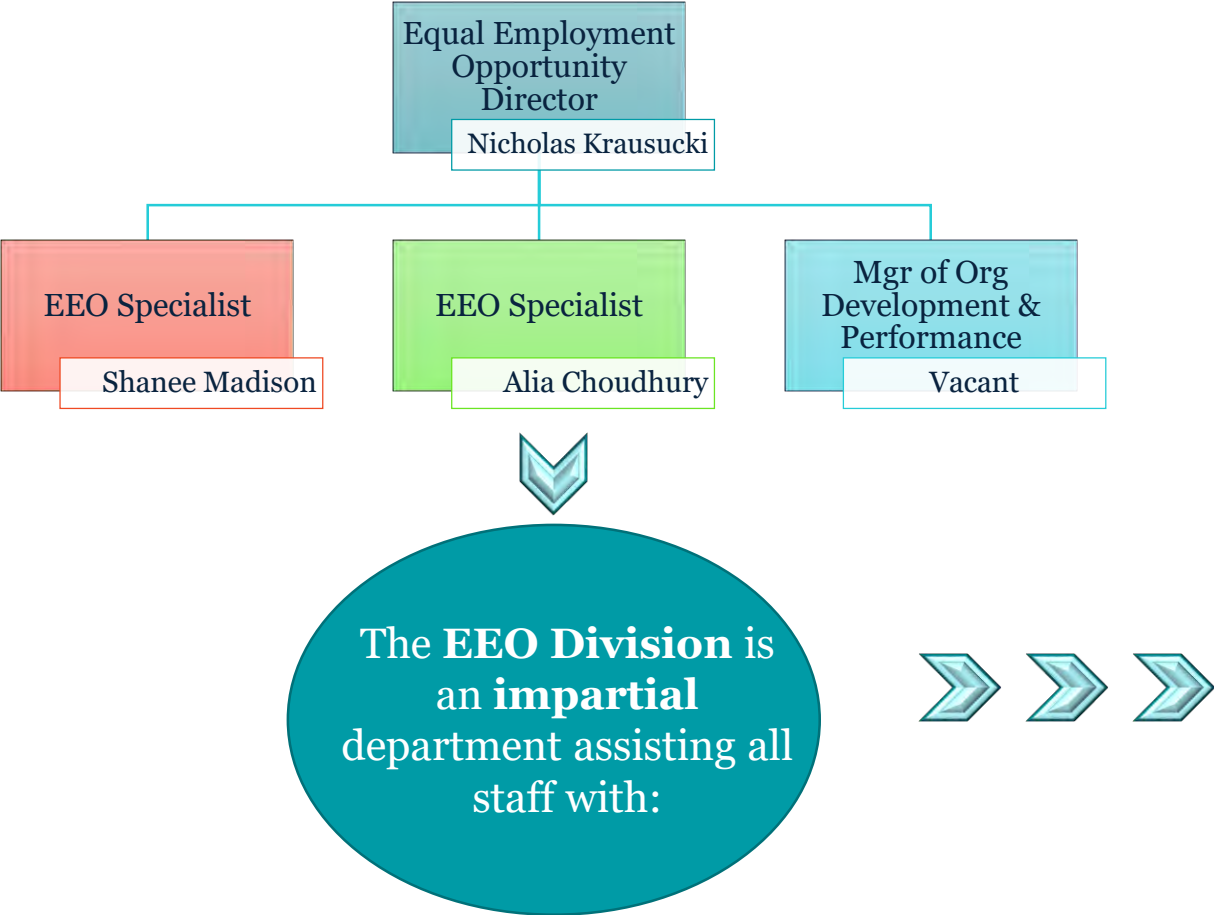 Equal Employment
Opportunity
Director
Nicholas Krausucki
EEO Specialist
Shanee Madison
EEO Specialist
Alia Choudhury
Mgr of Org
Development &
Performance
Vacant
The EEO Division is
an impartial
department assisting all
staff with: